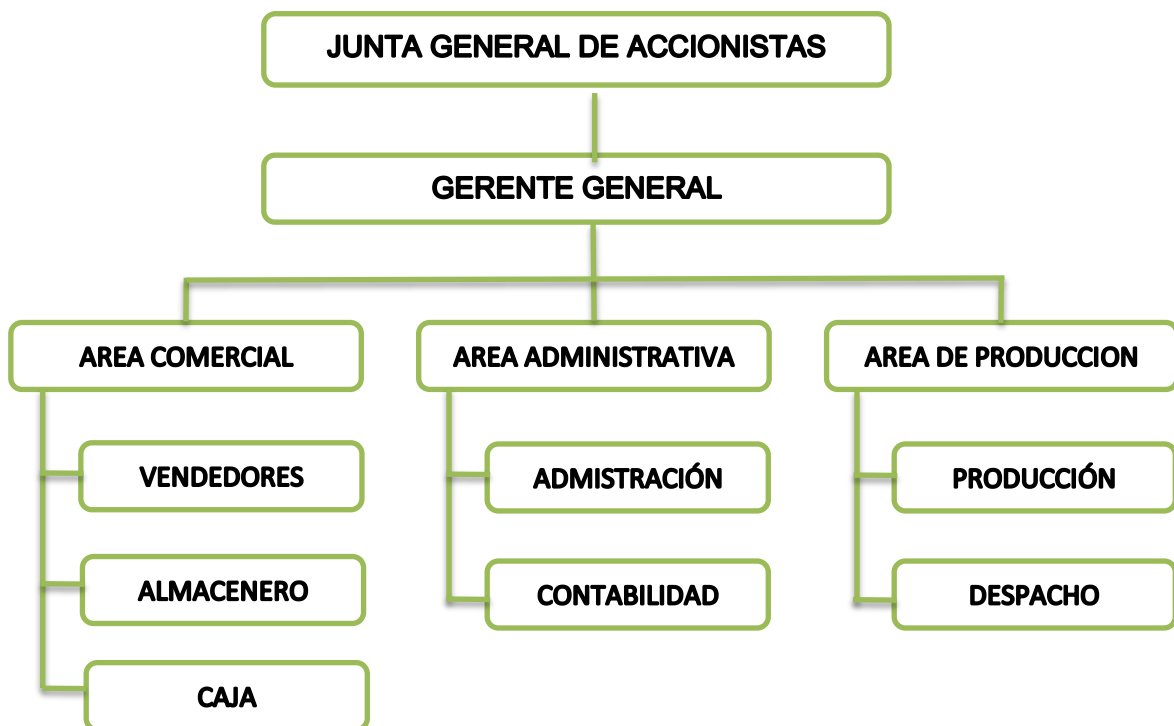 JUNTA GENERAL DE ACCIONISTAS
GERENTE GENERAL
AREA COMERCIAL
VENDEDORES
ALMACENERO
CAJA
AREA ADMINISTRATIVA
ADMISTRACIÓN
CONTABILIDAD
AREA DE PRODUCCION
PRODUCCIÓN
DESPACHO